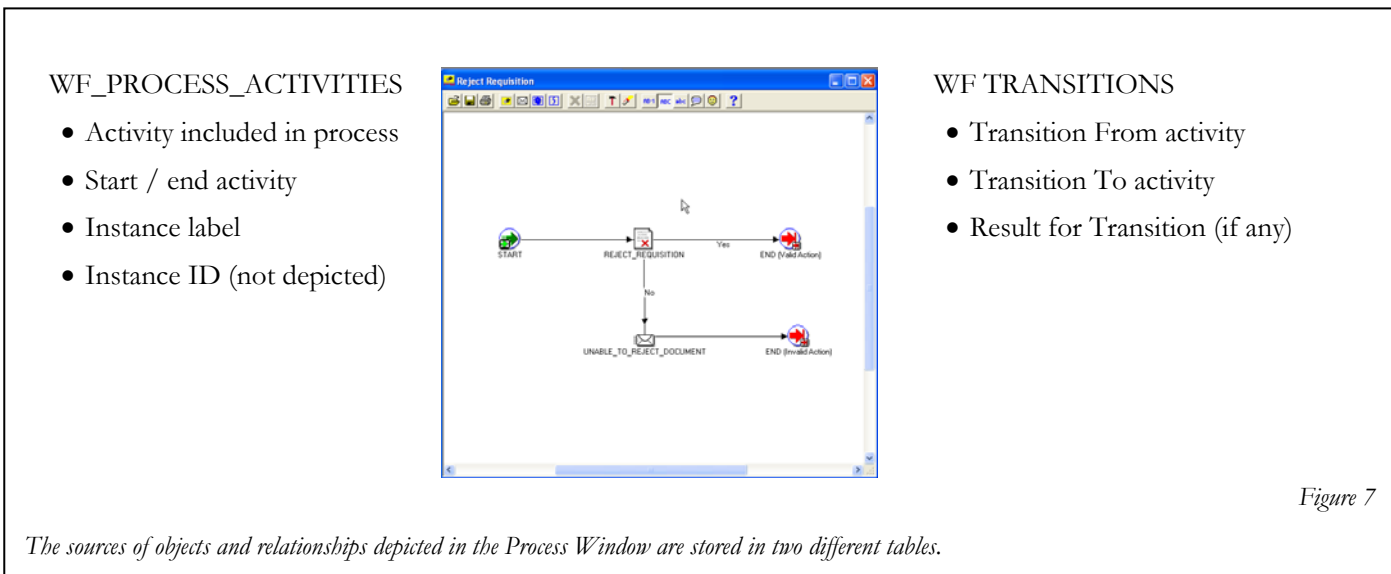 WF_PROCESS_ACTIVITIES
• Activity included in process
• Start / end activity
• Instance label
• Instance ID (not depicted)
Reject Requisition
START
REJECT_REQUISITION
Yes
END (Valid Action)
No
UNABLE_TO_REJECT_DOCUMENT
END (Invalid Action)
WF TRANSITIONS
• Transition From activity
• Transition To activity
• Result for Transition (if any)
Figure 7
The sources of objects and relationships depicted in the Process Window are stored in two different tables.